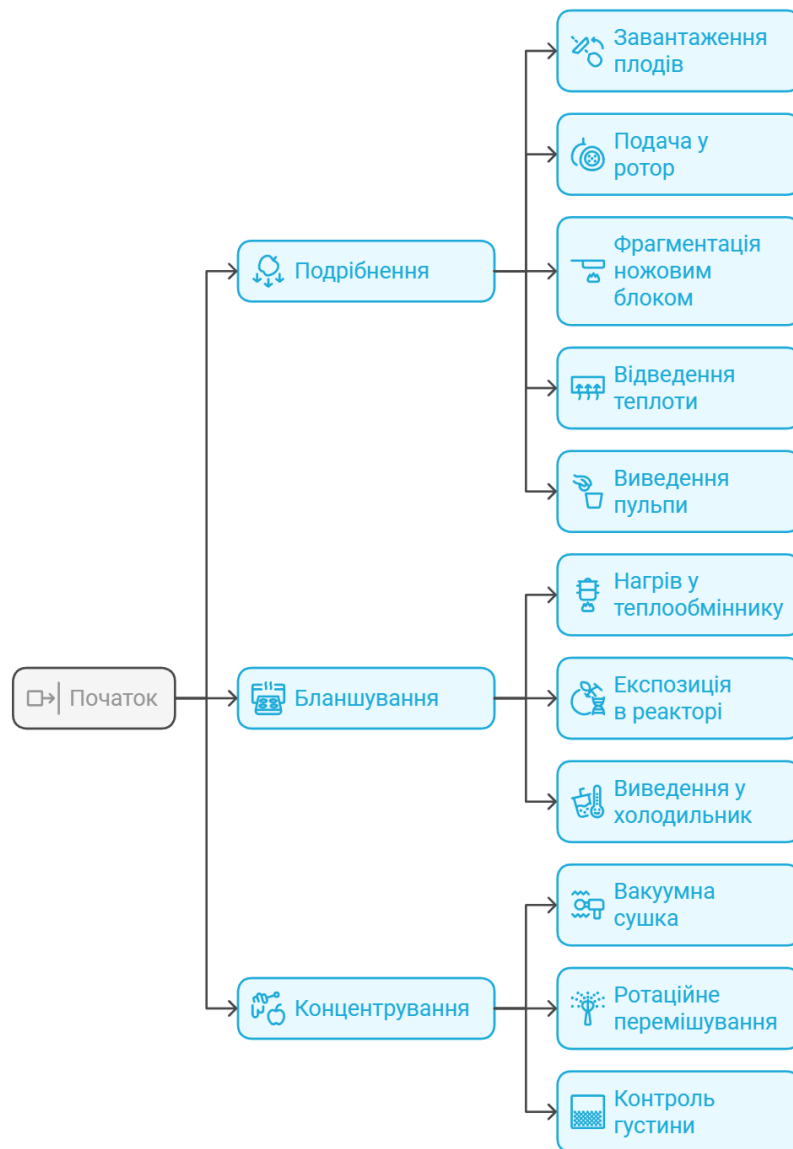 Завантаження
плодів
Подача у
ротор
Фрагментація
ножовим
блоком
Подрібнення
Відведення
теплоти
Виведення
пульпи
Нагрів у
теплообміннику
Початок
Бланшування
Експозиція
в реакторі
Виведення у
холодильник
Вакуумна
сушка
Концентрування
Ротаційне
перемішування
Контроль
густини